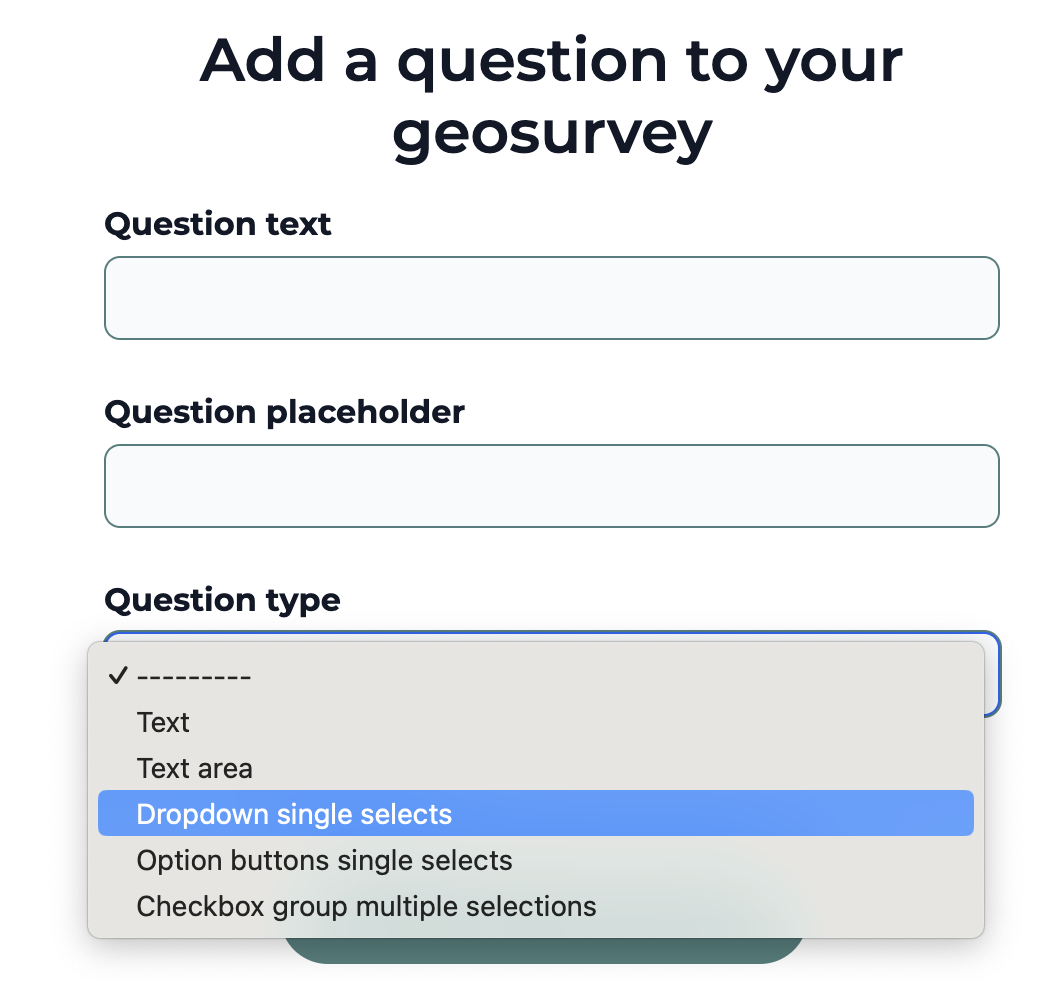 Add a question to your
geosurvey
Question text
Question placeholder
Question type
✓ ---------
Text
Text area
Dropdown single selects
Option buttons single selects
Checkbox group multiple selections